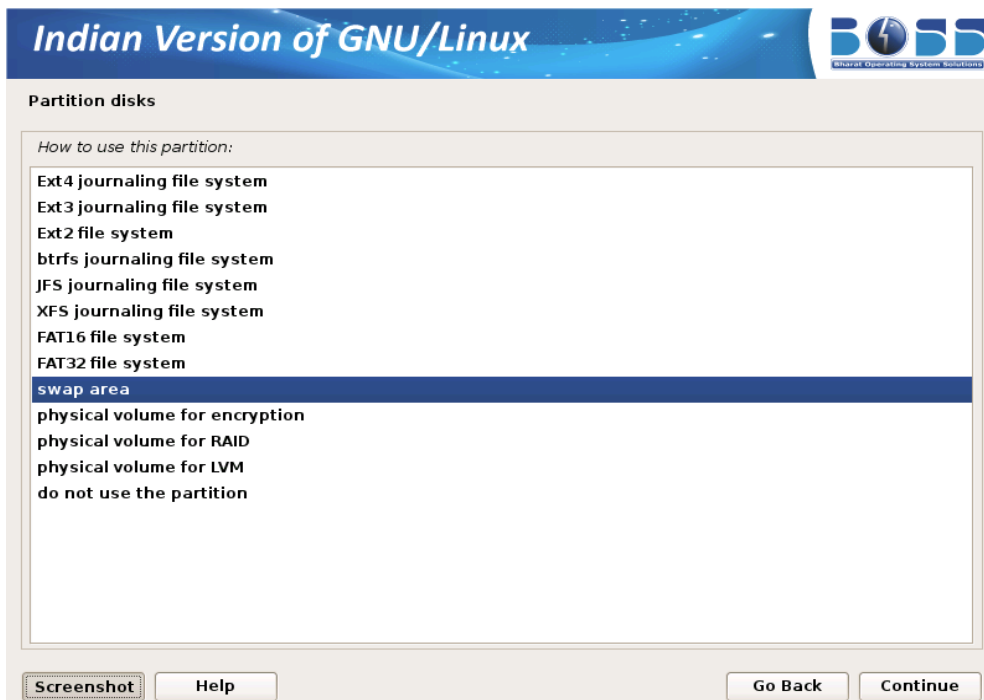 Indian Version of GNU/Linux
BOSS
Bharat Operating System Solutions
Partition disks
How to use this partition:
Ext4 journaling file system
Ext3 journaling file system
Ext2 file system
btrfs journaling file system
JFS journaling file system
XFS journaling file system
FAT16 file system
FAT32 file system
swap area
physical volume for encryption
physical volume for RAID
physical volume for LVM
do not use the partition
Screenshot Help Go Back Continue